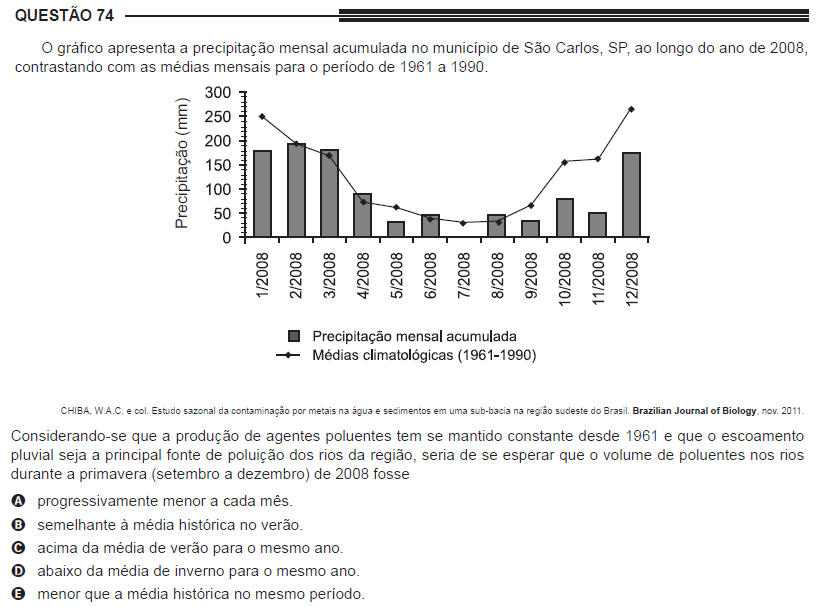 QUESTÃO 74
O gráfico apresenta a precipitação mensal acumulada no município de São Carlos, SP, ao longo do ano de 2008,
contrastando com as médias mensais para o período de 1961 a 1990.
Precipitação (mm)
300
250
200
150
100
50
0
1/2008
2/2008
3/2008
4/2008
5/2008
6/2008
7/2008
8/2008
9/2008
10/2008
11/2008
12/2008
Precipitação mensal acumulada
Médias climatológicas (1961-1990)
CHIBA, W.A.C. e col. Estudo sazonal da contaminação por metais na água e sedimentos em uma sub-bacia na região sudeste do Brasil. Brazilian Journal of Biology, nov. 2011.
Considerando-se que a produção de agentes poluentes tem se mantido constante desde 1961 e que o escoamento
pluvial seja a principal fonte de poluição dos rios da região, seria de se esperar que o volume de poluentes nos rios
durante a primavera (setembro a dezembro) de 2008 fosse
A progressivamente menor a cada mês.
B semelhante à média histórica no verão.
C acima da média de verão para o mesmo ano.
D abaixo da média de inverno para o mesmo ano.
E menor que a média histórica no mesmo período.